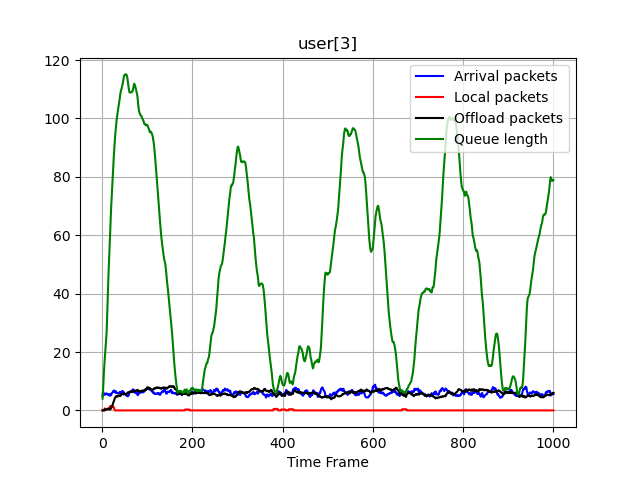 user[3]
Arrival packets
Local packets
Offload packets
Queue length
120
100
80
60
40
20
0
0 200 400 600 800 1000
Time Frame